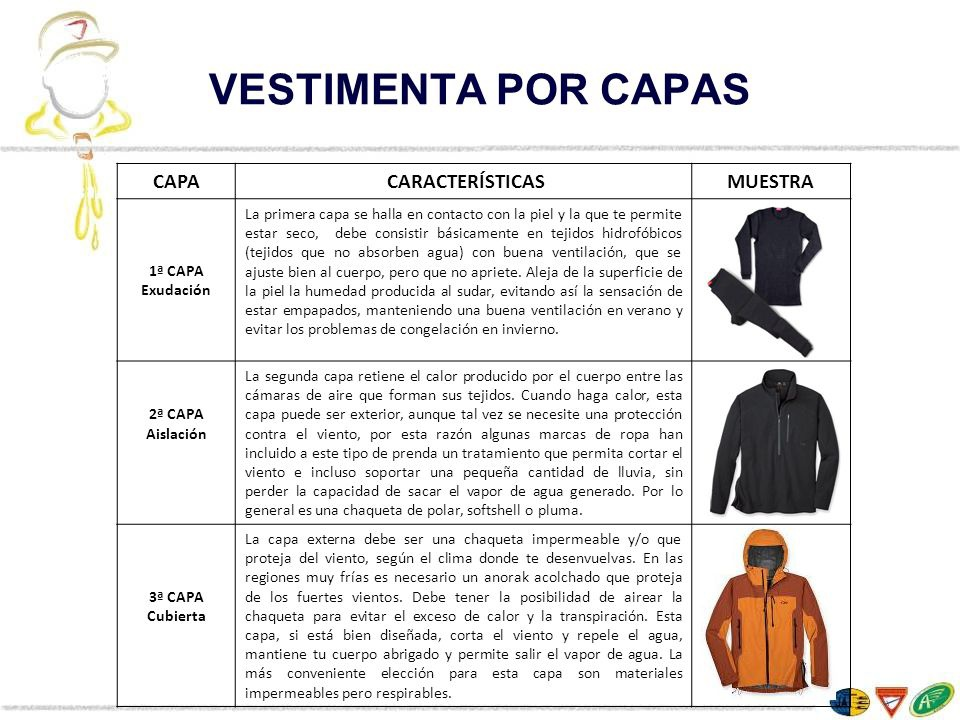 VESTIMENTA POR CAPAS
CAPA
CARACTERÍSTICAS
MUESTRA
1ª CAPA
Exudación
La primera capa se halla en contacto con la piel y la que te permite
estar seco, debe consistir básicamente en tejidos hidrofóbicos
(tejidos que no absorben agua) con buena ventilación, que se
ajuste bien al cuerpo, pero que no apriete. Aleja de la superficie de
la piel la humedad producida al sudar, evitando así la sensación de
estar empapados, manteniendo una buena ventilación en verano y
evitar los problemas de congelación en invierno.
2ª CAPA
Aislación
La segunda capa retiene el calor producido por el cuerpo entre las
cámaras de aire que forman sus tejidos. Cuando haga calor, esta
capa puede ser exterior, aunque tal vez se necesite una protección
contra el viento, por esta razón algunas marcas de ropa han
incluido a este tipo de prenda un tratamiento que permita cortar el
viento e incluso soportar una pequeña cantidad de lluvia, sin
perder la capacidad de sacar el vapor de agua generado. Por lo
general es una chaqueta de polar, softshell o pluma.
3ª CAPA
Cubierta
La capa externa debe ser una chaqueta impermeable y/o que
proteja del viento, según el clima donde te desenvuelvas. En las
regiones muy frías es necesario un anorak acolchado que proteja
de los fuertes vientos. Debe tener la posibilidad de airear la
chaqueta para evitar el exceso de calor y la transpiración. Esta
capa, si está bien diseñada, corta el viento y repele el agua,
mantiene tu cuerpo abrigado y permite salir el vapor de agua. La
más conveniente elección para esta capa son materiales
impermeables pero respirables.